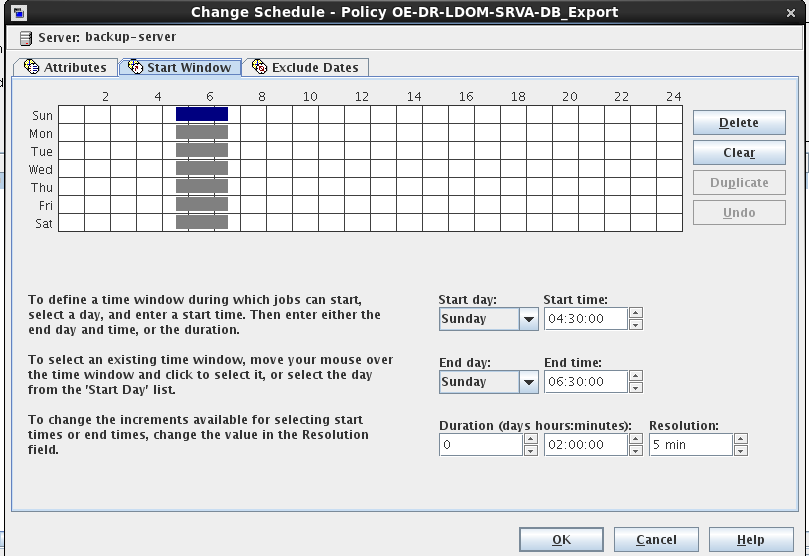 Change Schedule - Policy OE-DR-LDOM-SRVA-DB_Export
Server: backup-server
Attributes
Start Window
Exclude Dates
2 4 6 8 10 12 14 16 18 20 22 24
Sun
Mon
Tue
Wed
Thu
Fri
Sat
Delete
Clear
Duplicate
Undo
To define a time window during which jobs can start,
select a day, and enter a start time. Then enter either the
end day and time, or the duration.
To select an existing time window, move your mouse over
the time window and click to select it, or select the day
from the 'Start Day' list.
To change the increments available for selecting start
times or end times, change the value in the Resolution
field.
Start day: Start time:
Sunday 04:30:00
End day: End time:
Sunday 06:30:00
Duration (days hours:minutes): Resolution:
0 02:00:00 5 min
OK Cancel Help